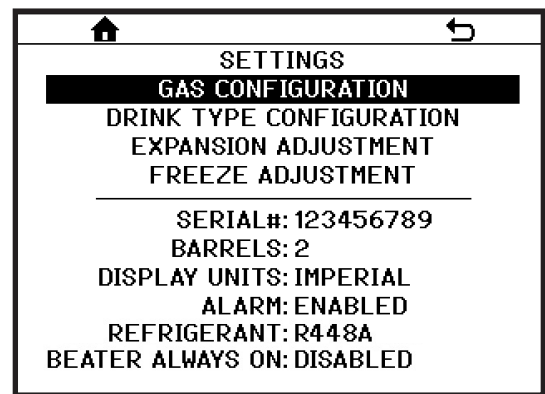 SETTINGS
GAS CONFIGURATION
DRINK TYPE CONFIGURATION
EXPANSION ADJUSTMENT
FREEZE ADJUSTMENT
SERIAL#: 123456789
BARRELS: 2
DISPLAY UNITS: IMPERIAL
ALARM: ENABLED
REFRIGERANT: R448A
BEATER ALWAYS ON: DISABLED